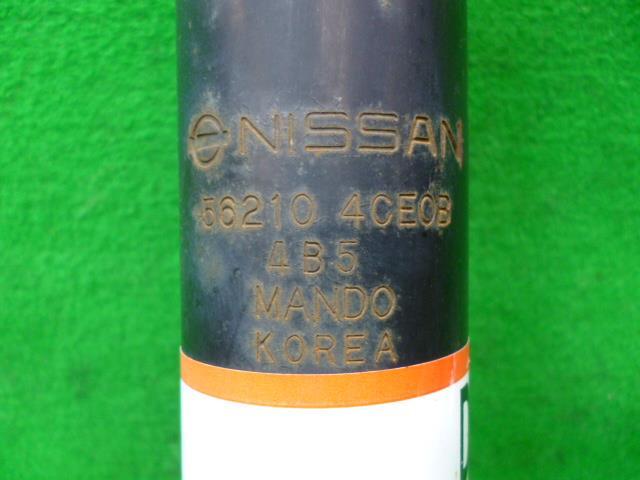 NISSAN
56210 4CE0B
4B5
MANDO
KOREA